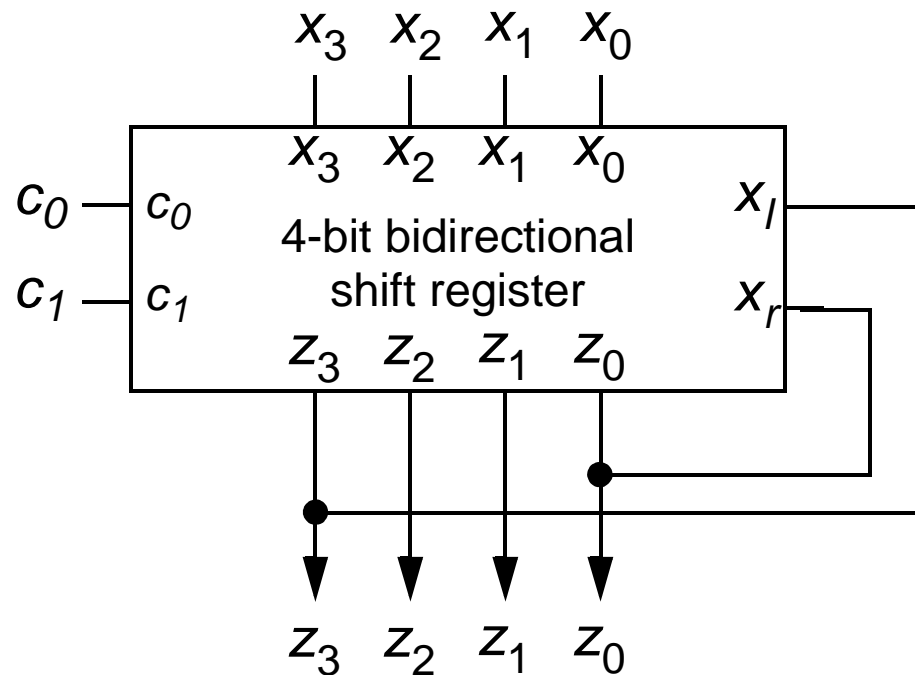 x₃ x₂ x₁ x₀
x₃ x₂ x₁ x₀
c₀ c₀ xₗ
4-bit bidirectional
shift register
c₁ c₁ xᵣ
z₃ z₂ z₁ z₀
z₃ z₂ z₁ z₀